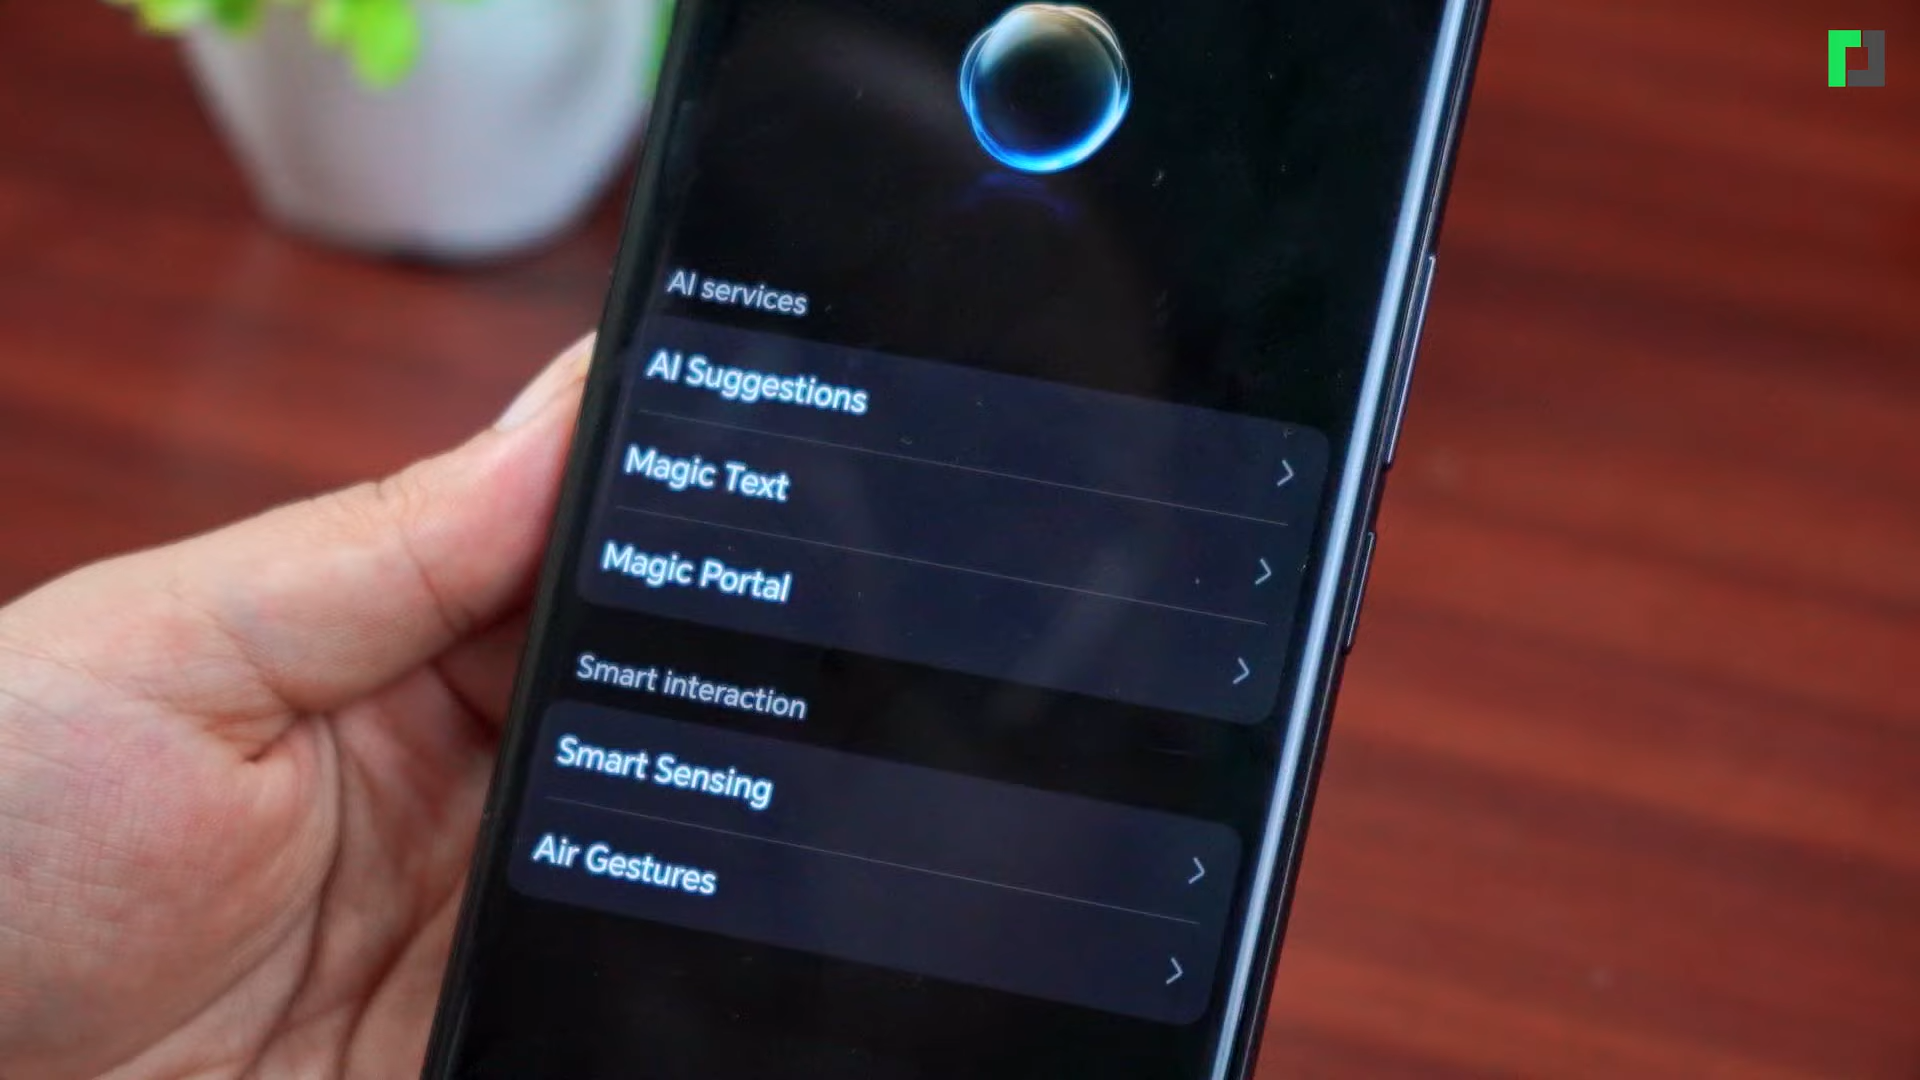 AI services
AI Suggestions
Magic Text
Magic Portal
Smart interaction
Smart Sensing
Air Gestures